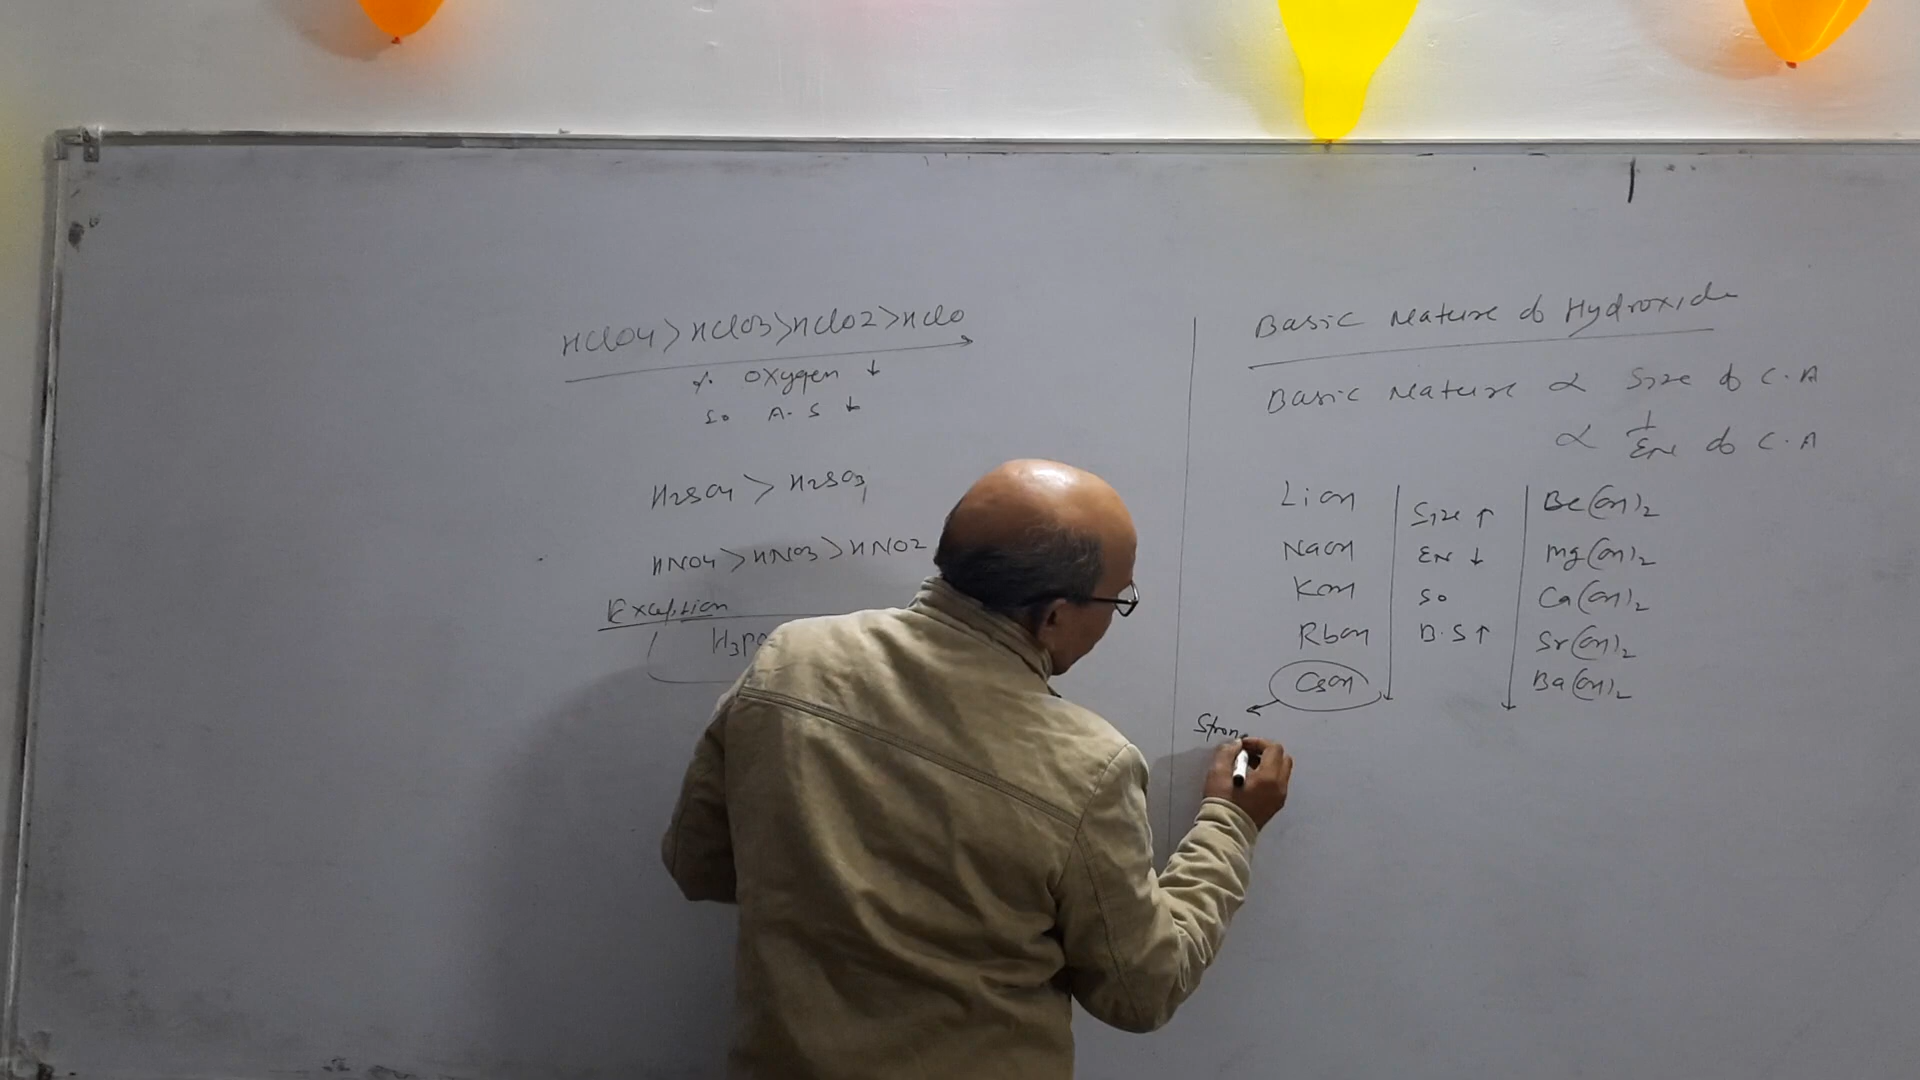 HClO4 > HClO3 > HClO2 > HClO
% Oxygen ↓
so A.S ↓
H2SO4 > H2SO3
HNO4 > HNO3 > HNO2
Exception
H3PO
Basic Nature of Hydroxide
Basic Nature ∝ Size of C.A
∝ 1/EN of C.A
LiOH
NaOH
KOH
RbOH
CsOH
Strong
Size ↑
EN ↓
so
B.S ↑
Be(OH)2
Mg(OH)2
Ca(OH)2
Sr(OH)2
Ba(OH)2